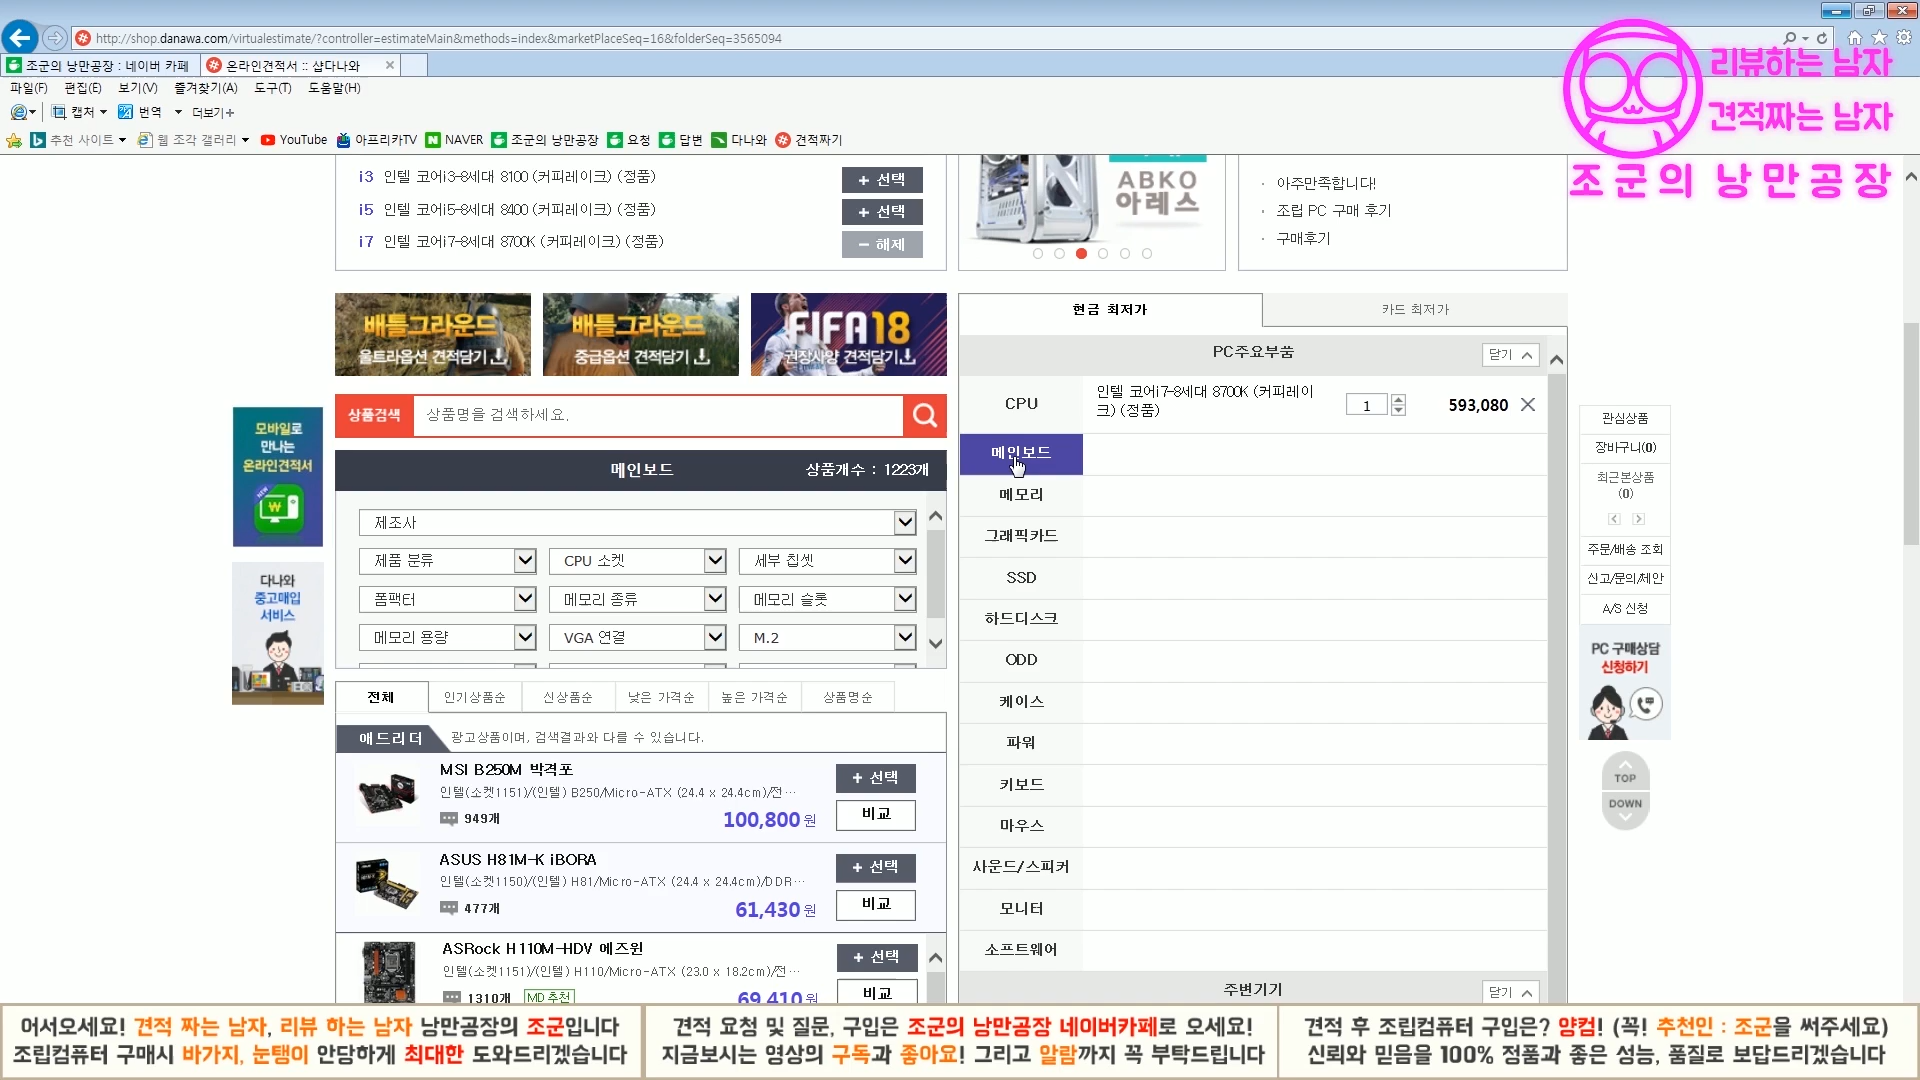 http://shop.danawa.com/virtualestimate/?controller=estimateMain&methods=index&marketPlaceSeq=16&folderSeq=3565094
조군의 낭만공장 : 네이버 카페
온라인견적서 :: 샵다나와
파일(F) 편집(E) 보기(V) 즐겨찾기(A) 도구(T) 도움말(H)
캡처 번역 더보기+
추천 사이트 웹 조각 갤러리 YouTube 아프리카TV NAVER 조군의 낭만공장 요청 답변 다나와 견적짜기
리뷰하는 남자
견적짜는 남자
조군의 낭만공장
i3 인텔 코어i3-8세대 8100 (커피레이크) (정품) + 선택
i5 인텔 코어i5-8세대 8400 (커피레이크) (정품) + 선택
i7 인텔 코어i7-8세대 8700K (커피레이크) (정품) − 해제
ABKO
아레스
· 아주만족합니다!
· 조립 PC 구매 후기
· 구매후기
배틀그라운드
울트라옵션 견적담기
배틀그라운드
중급옵션 견적담기
FIFA 18
권장사양 견적담기
상품검색 상품명을 검색하세요.
메인보드 상품개수 : 1223개
제조사
제품 분류 CPU 소켓 세부 칩셋
폼팩터 메모리 종류 메모리 슬롯
메모리 용량 VGA 연결 M.2
전체 인기상품순 신상품순 낮은 가격순 높은 가격순 상품명순
애드리더 광고상품이며, 검색결과와 다를 수 있습니다.
MSI B250M 박격포
인텔(소켓1151)/(인텔) B250/Micro-ATX (24.4 x 24.4cm)/전…
949개 100,800 원
+ 선택
비교
ASUS H81M-K iBORA
인텔(소켓1150)/(인텔) H81/Micro-ATX (24.4 x 24.4cm)/DDR…
477개 61,430 원
+ 선택
비교
ASRock H110M-HDV 에즈윈
인텔(소켓1151)/(인텔) H110/Micro-ATX (23.0 x 18.2cm)/전…
1310개 MD 추천 69,410 원
+ 선택
비교
현금 최저가 카드 최저가
PC주요부품 닫기
CPU
인텔 코어i7-8세대 8700K (커피레이
크) (정품)
1 593,080
메인보드
메모리
그래픽카드
SSD
하드디스크
ODD
케이스
파워
키보드
마우스
사운드/스피커
모니터
소프트웨어
주변기기 닫기
모바일로
만나는
온라인견적서
NEW
다나와
중고매입
서비스
관심상품
장바구니(0)
최근본상품
(0)
주문/배송 조회
신고/문의/제안
A/S 신청
PC 구매상담
신청하기
TOP
DOWN
어서오세요! 견적 짜는 남자, 리뷰 하는 남자 낭만공장의 조군입니다
조립컴퓨터 구매시 바가지, 눈탱이 안당하게 최대한 도와드리겠습니다
견적 요청 및 질문, 구입은 조군의 낭만공장 네이버카페로 오세요!
지금보시는 영상의 구독과 좋아요! 그리고 알람까지 꼭 부탁드립니다
견적 후 조립컴퓨터 구입은? 양컴! (꼭! 추천인 : 조군을 써주세요)
신뢰와 믿음을 100% 정품과 좋은 성능, 품질로 보답드리겠습니다